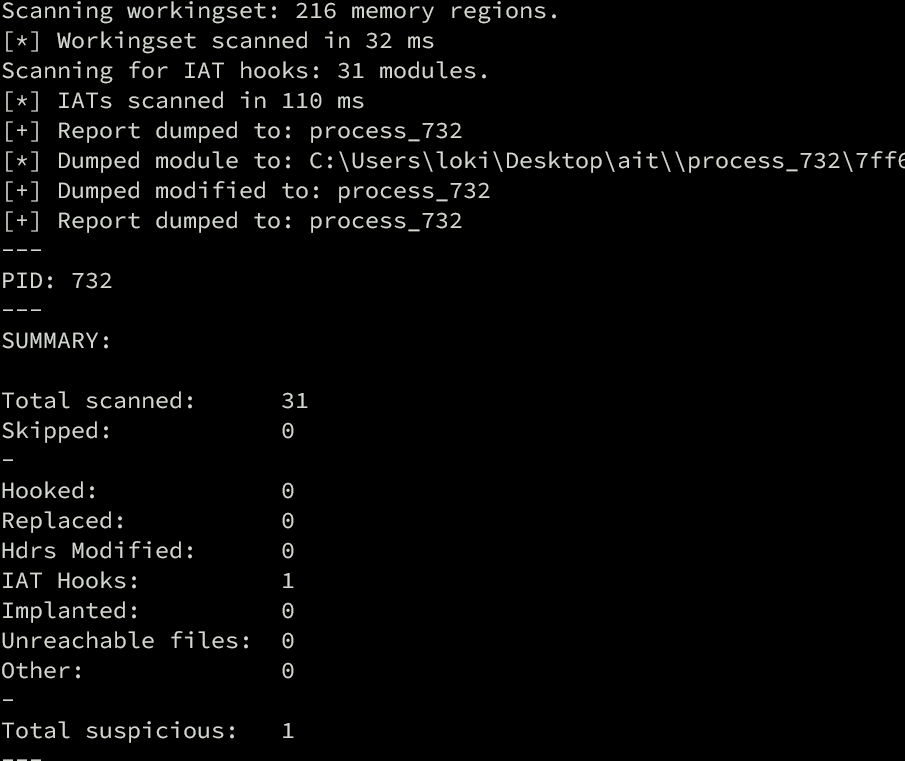 Scanning workingset: 216 memory regions.
[*] Workingset scanned in 32 ms
Scanning for IAT hooks: 31 modules.
[*] IATs scanned in 110 ms
[+] Report dumped to: process_732
[*] Dumped module to: C:\Users\loki\Desktop\ait\\process_732\7ff6
[+] Dumped modified to: process_732
[+] Report dumped to: process_732
---
PID: 732
---
SUMMARY:
Total scanned: 31
Skipped: 0
-
Hooked: 0
Replaced: 0
Hdrs Modified: 0
IAT Hooks: 1
Implanted: 0
Unreachable files: 0
Other: 0
-
Total suspicious: 1
---